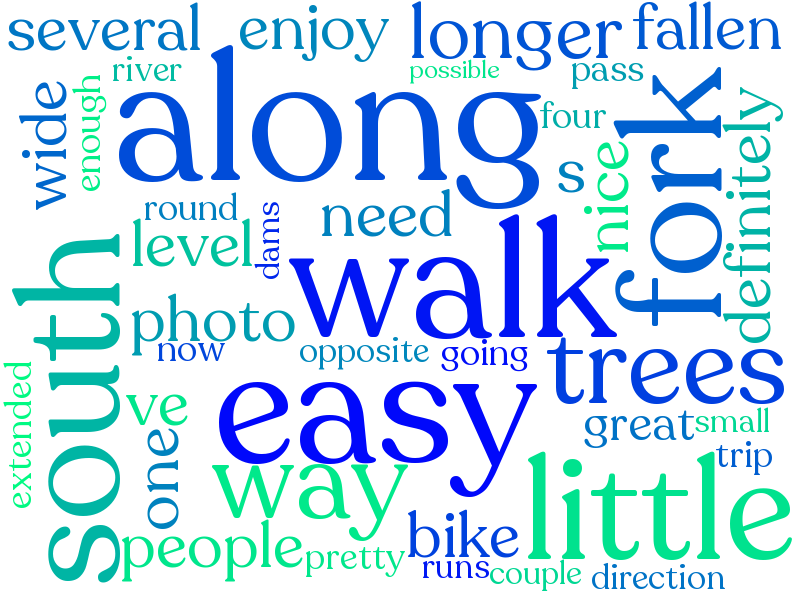 several
enjoy
longer
fallen
river
possible
pass
wide
enough
along
four
fork
definitely
s
nice
round
dams
need
level
south
walk
photo
now
opposite
going
trees
extended
ve
easy
great
small
one
way
trip
little
people
pretty
bike
runs
couple
direction